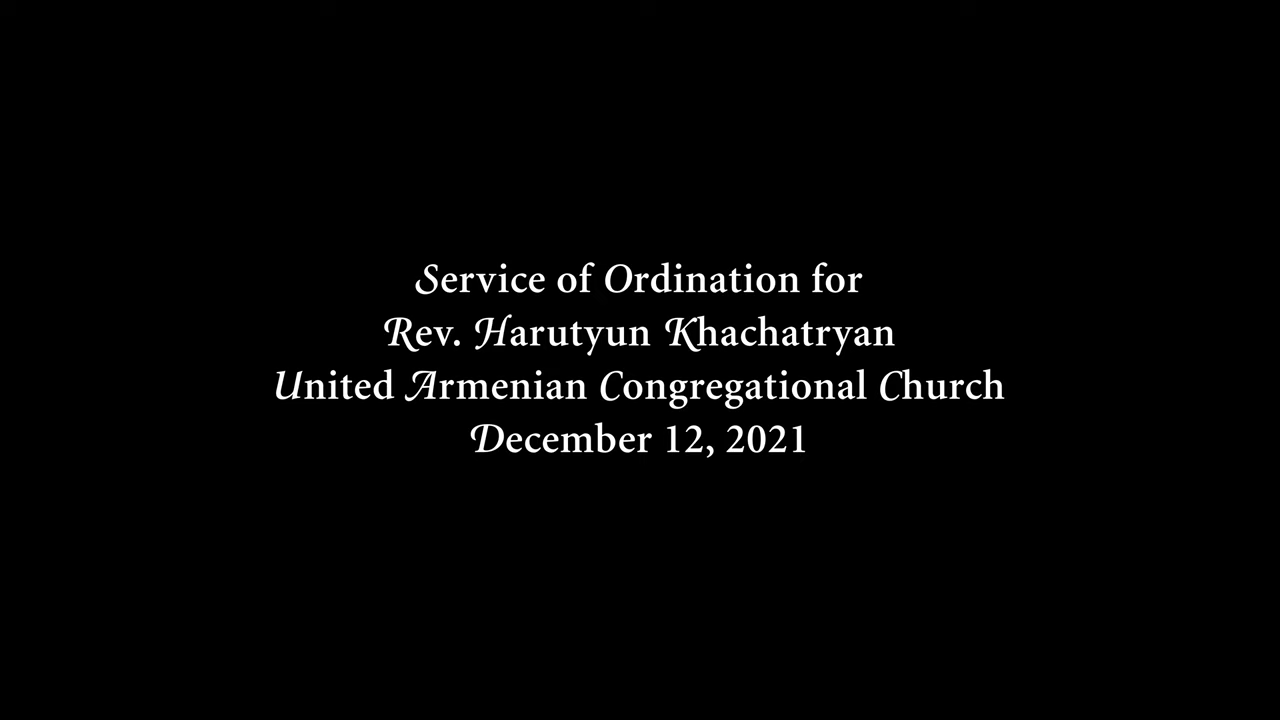 Service of Ordination for
Rev. Harutyun Khachatryan
United Armenian Congregational Church
December 12, 2021